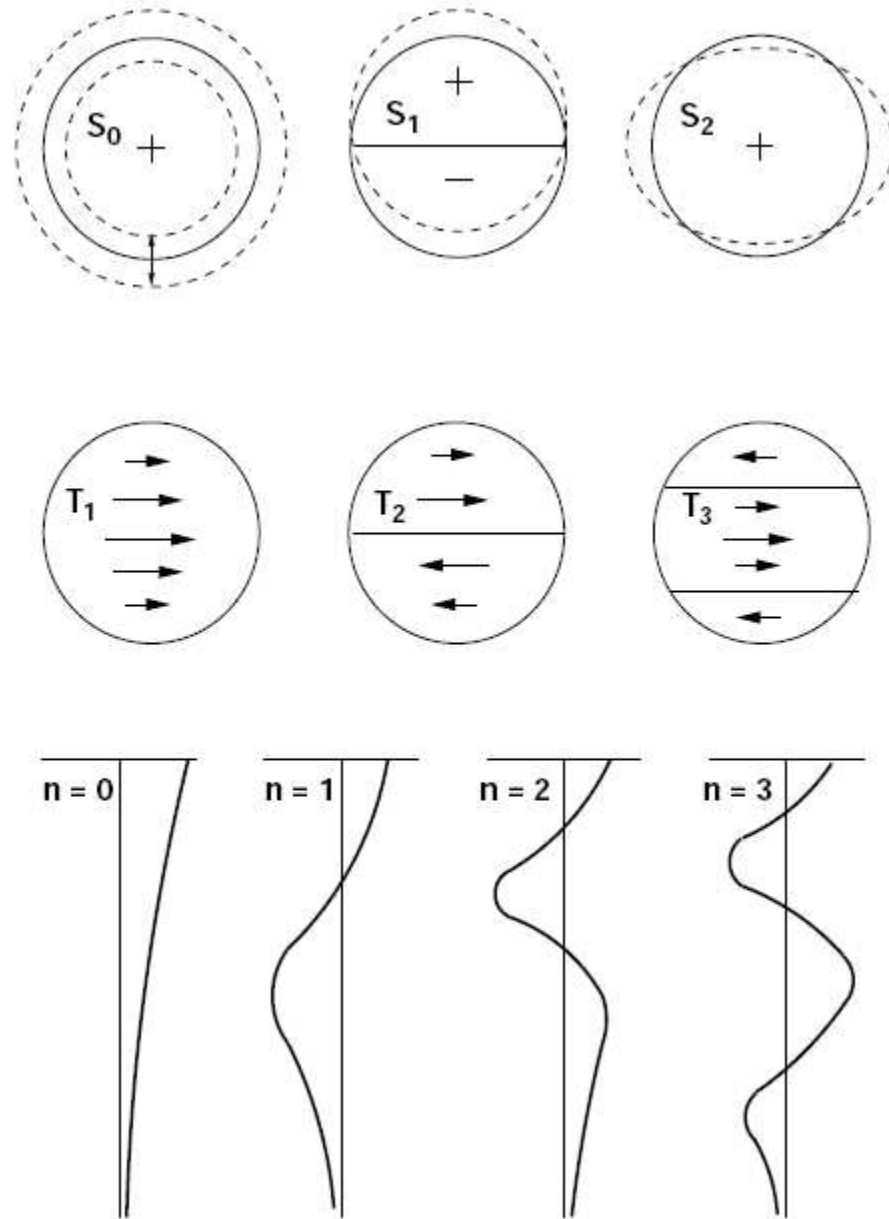 S₀ +
S₁ +
−
S₂ +
T₁
T₂
T₃
n = 0
n = 1
n = 2
n = 3